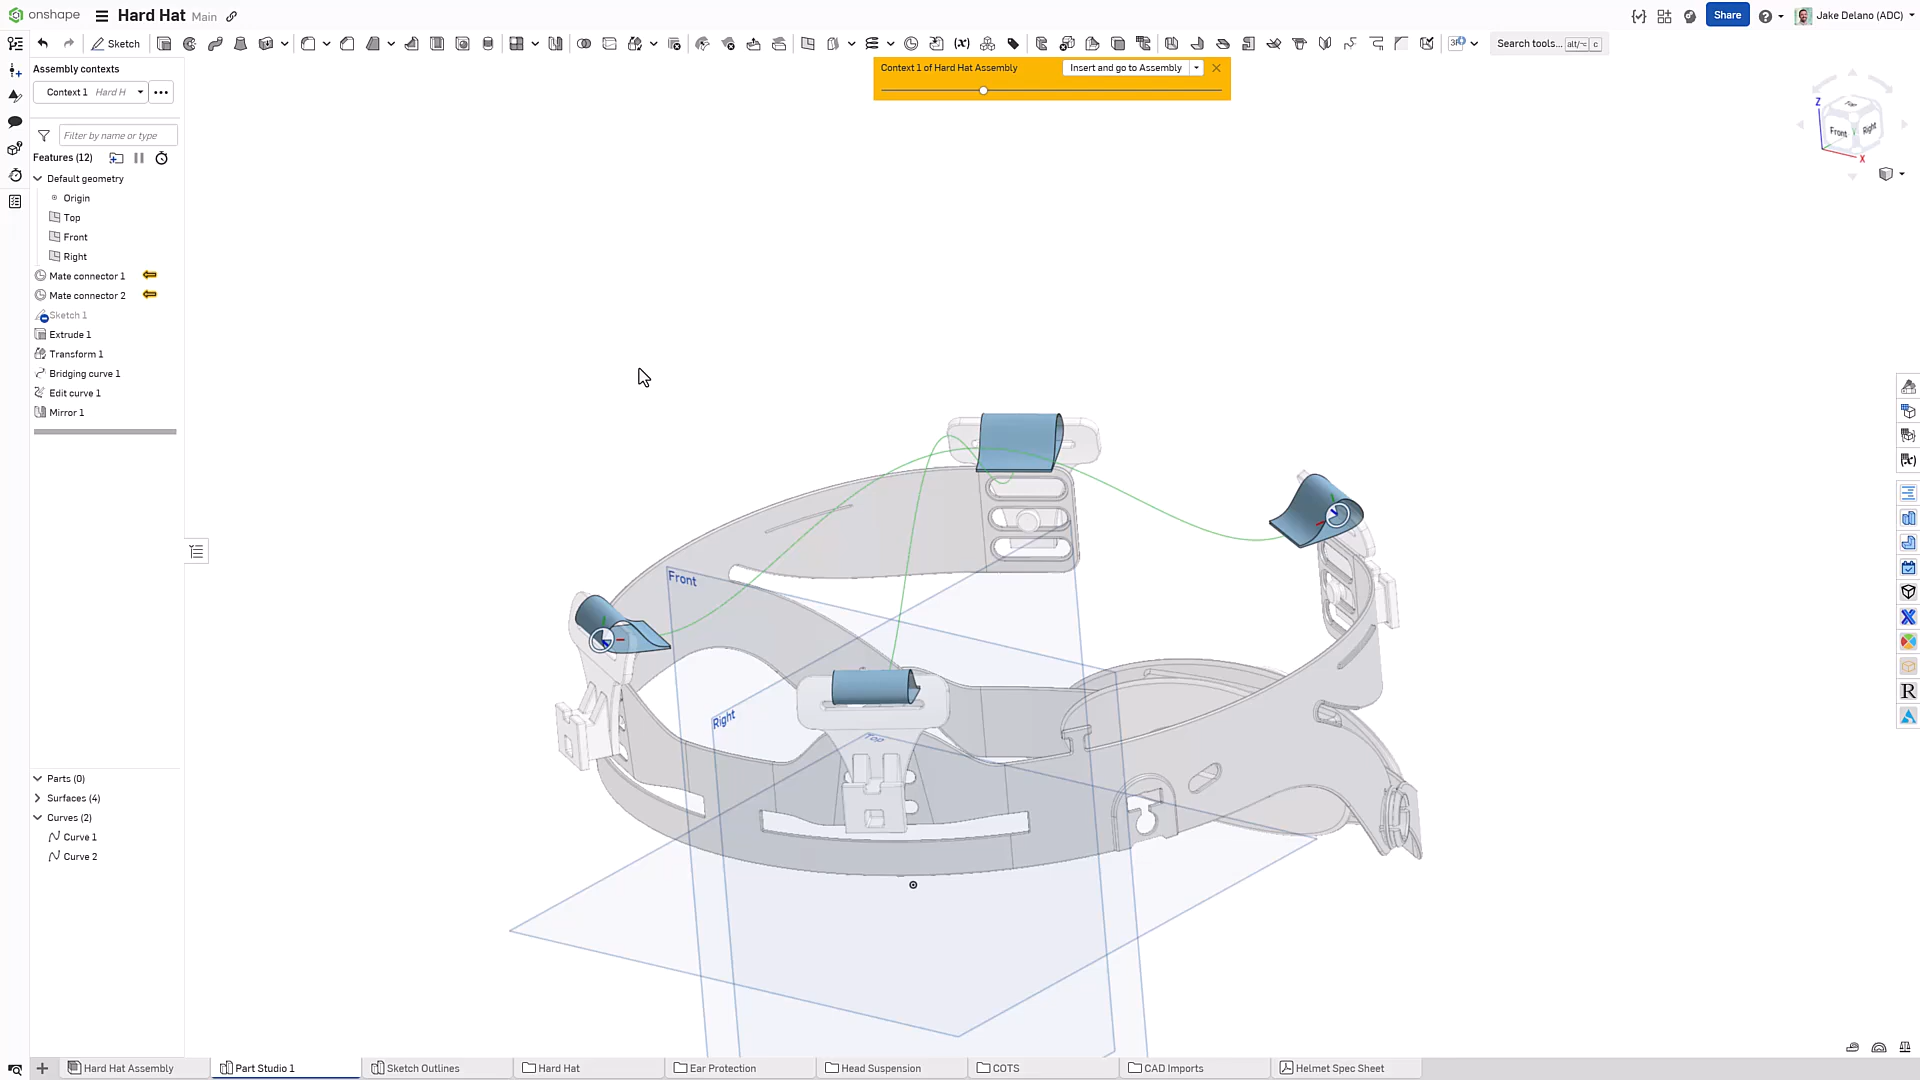 onshape
Hard Hat Main
Share
Jake Delano (ADC)
Sketch
Search tools... alt/⌥ c
Assembly contexts
Context 1 Hard H
Filter by name or type
Features (12)
Default geometry
Origin
Top
Front
Right
Mate connector 1
Mate connector 2
Sketch 1
Extrude 1
Transform 1
Bridging curve 1
Edit curve 1
Mirror 1
Parts (0)
Surfaces (4)
Curves (2)
Curve 1
Curve 2
Context 1 of Hard Hat Assembly
Insert and go to Assembly
Z
Top
Front
Right
X
Front
Right
Top
R
Hard Hat Assembly
Part Studio 1
Sketch Outlines
Hard Hat
Ear Protection
Head Suspension
COTS
CAD Imports
Helmet Spec Sheet